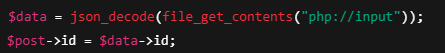 $data = json_decode(file_get_contents("php://input"));
$post->id = $data->id;